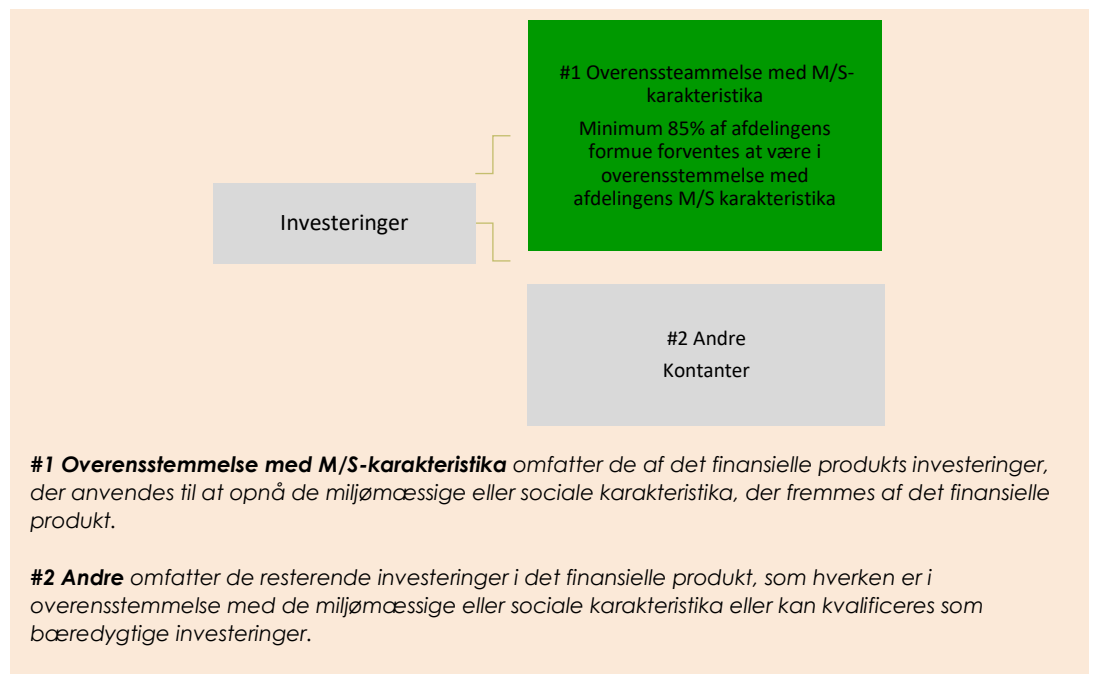 #1 Overenssteammelse med M/S-
karakteristika
Minimum 85% af afdelingens
formue forventes at være i
overensstemmelse med
afdelingens M/S karakteristika
Investeringer
#2 Andre
Kontanter
#1 Overensstemmelse med M/S-karakteristika omfatter de af det finansielle produkts investeringer,
der anvendes til at opnå de miljømæssige eller sociale karakteristika, der fremmes af det finansielle
produkt.
#2 Andre omfatter de resterende investeringer i det finansielle produkt, som hverken er i
overensstemmelse med de miljømæssige eller sociale karakteristika eller kan kvalificeres som
bæredygtige investeringer.